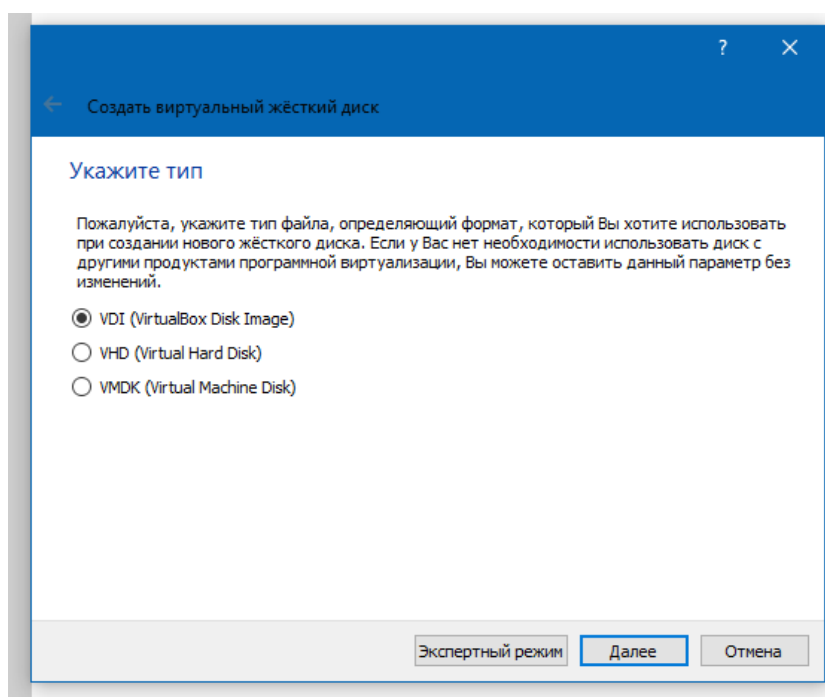 Создать виртуальный жёсткий диск
Укажите тип
Пожалуйста, укажите тип файла, определяющий формат, который Вы хотите использовать
при создании нового жёсткого диска. Если у Вас нет необходимости использовать диск с
другими продуктами программной виртуализации, Вы можете оставить данный параметр без
изменений.
VDI (VirtualBox Disk Image)
VHD (Virtual Hard Disk)
VMDK (Virtual Machine Disk)
Экспертный режим Далее Отмена